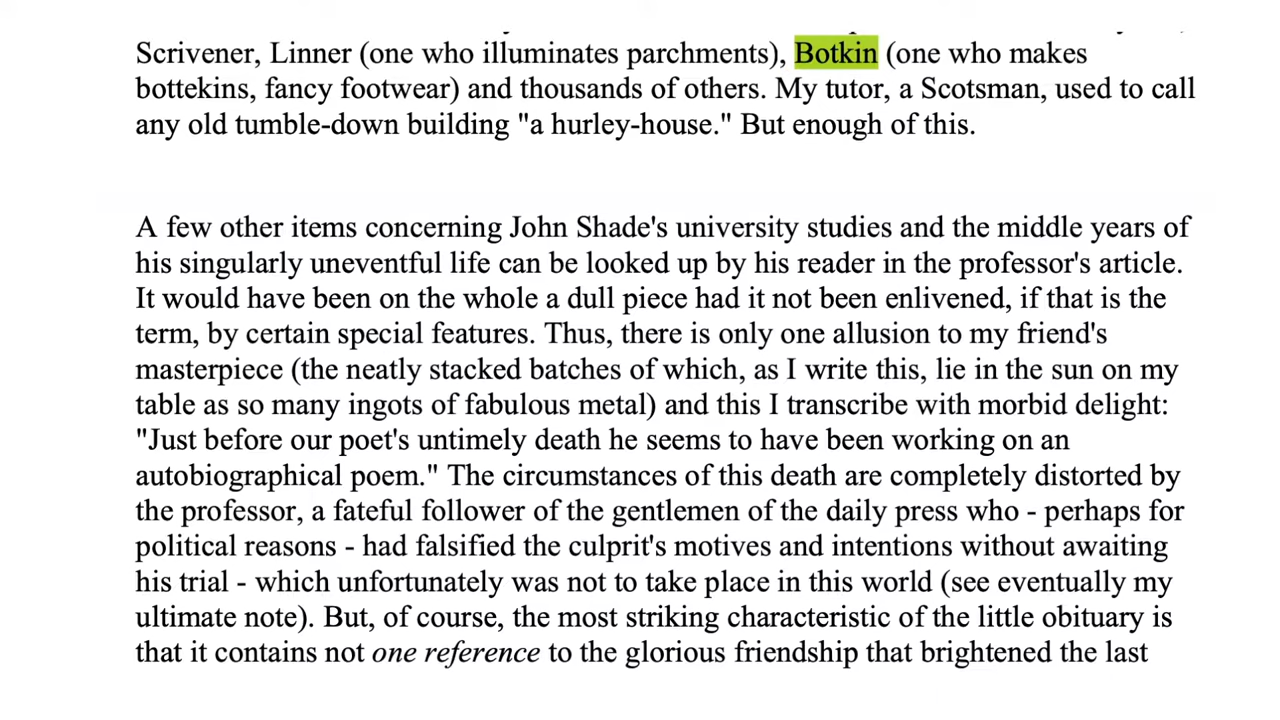 Scrivener, Linner (one who illuminates parchments), Botkin (one who makes
bottekins, fancy footwear) and thousands of others. My tutor, a Scotsman, used to call
any old tumble-down building "a hurley-house." But enough of this.
A few other items concerning John Shade's university studies and the middle years of
his singularly uneventful life can be looked up by his reader in the professor's article.
It would have been on the whole a dull piece had it not been enlivened, if that is the
term, by certain special features. Thus, there is only one allusion to my friend's
masterpiece (the neatly stacked batches of which, as I write this, lie in the sun on my
table as so many ingots of fabulous metal) and this I transcribe with morbid delight:
"Just before our poet's untimely death he seems to have been working on an
autobiographical poem." The circumstances of this death are completely distorted by
the professor, a fateful follower of the gentlemen of the daily press who - perhaps for
political reasons - had falsified the culprit's motives and intentions without awaiting
his trial - which unfortunately was not to take place in this world (see eventually my
ultimate note). But, of course, the most striking characteristic of the little obituary is
that it contains not one reference to the glorious friendship that brightened the last